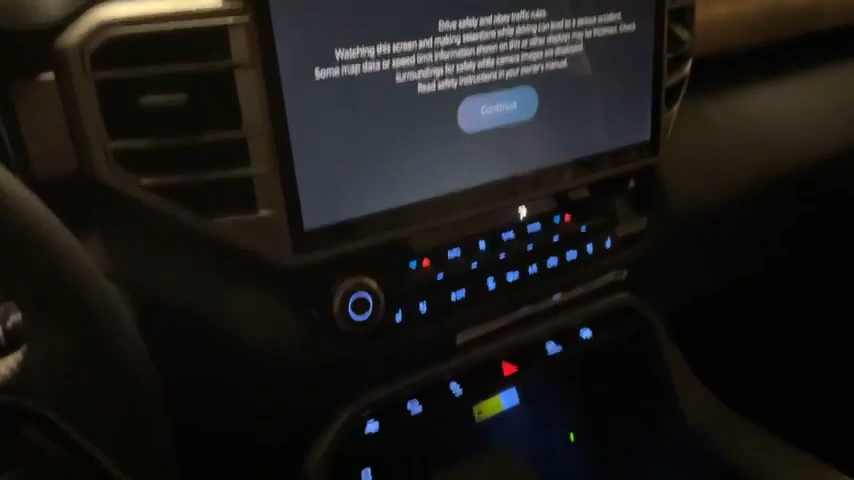 Drive safely and obey traffic rules
Watching this screen and making selections while driving can lead to a serious accident.
Some map data or speed limit information shown on this or other displays may be incorrect. Check
surroundings for safety while camera images are displayed.
Read safety instructions in your owner's manual.
Continue